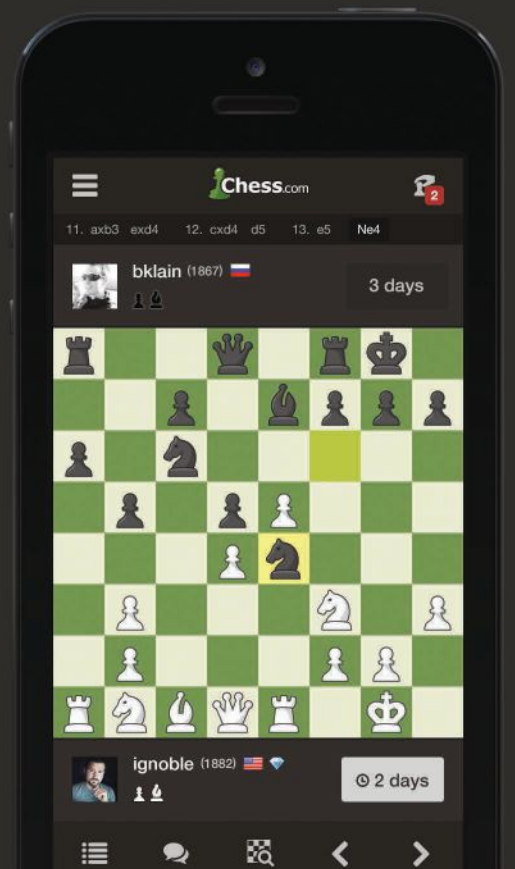 Chess.com
2
11. axb3 exd4 12. cxd4 d5 13. e5 Ne4
bklain (1867)
3 days
ignoble (1882)
2 days